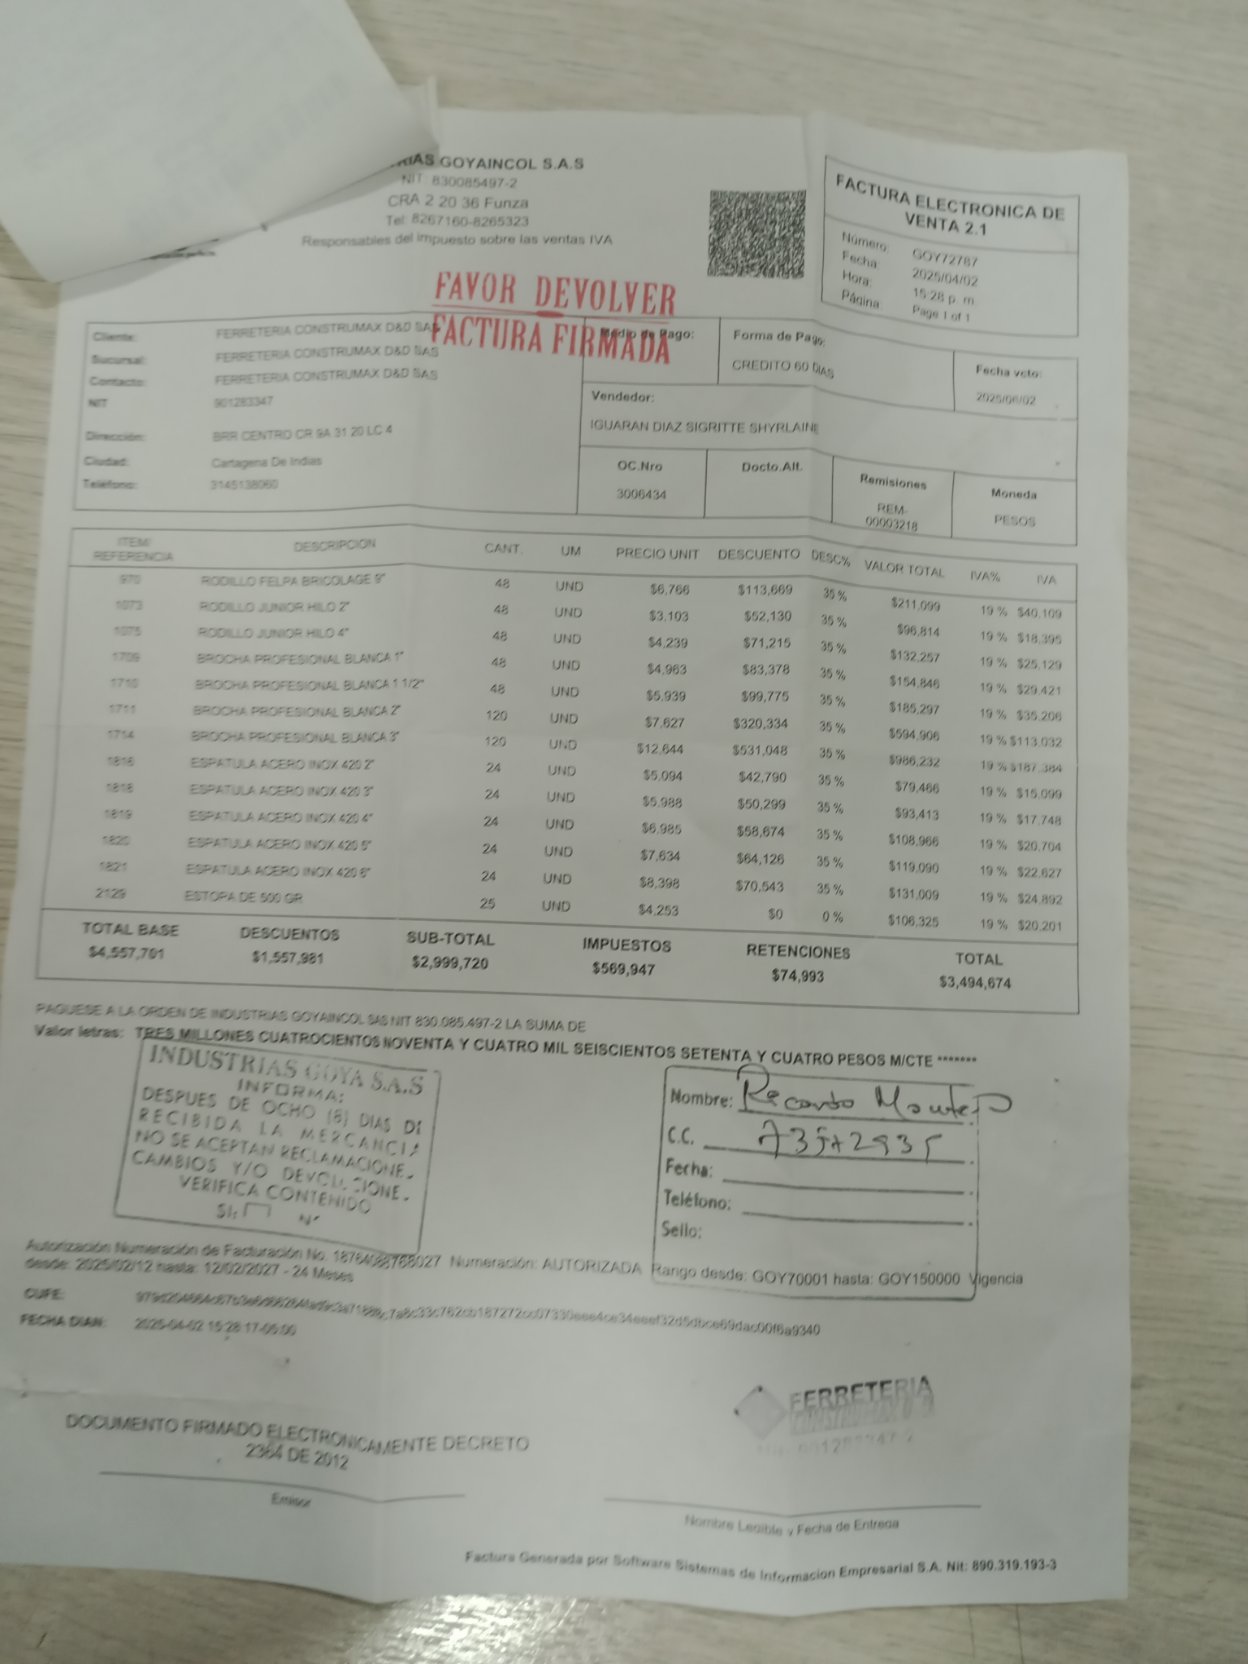 RIAS GOYAINCOL S.A.S
NIT: 830085497-2
CRA 2 20 36 Funza
Tel: 8267160-8265323
Responsables del impuesto sobre las ventas IVA
FACTURA ELECTRONICA DE
VENTA 2.1
Número: GOY72787
Fecha: 2025/04/02
Hora: 15:28 p. m.
Página: Page 1 of 1
FAVOR DEVOLVER
FACTURA FIRMADA
Cliente: FERRETERIA CONSTRUMAX D&D SAS
Sucursal: FERRETERIA CONSTRUMAX D&D SAS
Contacto: FERRETERIA CONSTRUMAX D&D SAS
NIT 901283347
Dirección: BRR CENTRO CR 9A 31 20 LC 4
Ciudad: Cartagena De Indias
Teléfono: 3145138060
Medio de Pago:
Forma de Pago:
CREDITO 60 DIAS
Fecha vcto:
2025/06/02
Vendedor:
IGUARAN DIAZ SIGRITTE SHYRLAINE
OC.Nro
3006434
Docto.Alt.
Remisiones
REM-
00003218
Moneda
PESOS
ITEM/ REFERENCIA DESCRIPCION CANT. UM PRECIO UNIT DESCUENTO DESC% VALOR TOTAL IVA% IVA
970 RODILLO FELPA BRICOLAGE 9" 48 UND $6,766 $113,669 35 % $211,099 19 % $40,109
1073 RODILLO JUNIOR HILO 2" 48 UND $3,103 $52,130 35 % $96,814 19 % $18,395
1075 RODILLO JUNIOR HILO 4" 48 UND $4,239 $71,215 35 % $132,257 19 % $25,129
1709 BROCHA PROFESIONAL BLANCA 1" 48 UND $4,963 $83,378 35 % $154,846 19 % $29,421
1710 BROCHA PROFESIONAL BLANCA 1 1/2" 48 UND $5,939 $99,775 35 % $185,297 19 % $35,206
1711 BROCHA PROFESIONAL BLANCA 2" 120 UND $7,627 $320,334 35 % $594,906 19 % $113,032
1714 BROCHA PROFESIONAL BLANCA 3" 120 UND $12,644 $531,048 35 % $986,232 19 % $187,384
1816 ESPATULA ACERO INOX 420 2" 24 UND $5,094 $42,790 35 % $79,466 19 % $15,099
1818 ESPATULA ACERO INOX 420 3" 24 UND $5,988 $50,299 35 % $93,413 19 % $17,748
1819 ESPATULA ACERO INOX 420 4" 24 UND $6,985 $58,674 35 % $108,966 19 % $20,704
1820 ESPATULA ACERO INOX 420 5" 24 UND $7,634 $64,126 35 % $119,090 19 % $22,627
1821 ESPATULA ACERO INOX 420 6" 24 UND $8,398 $70,543 35 % $131,009 19 % $24,892
2129 ESTOPA DE 500 GR 25 UND $4,253 $0 0 % $106,325 19 % $20,201
TOTAL BASE DESCUENTOS SUB-TOTAL IMPUESTOS RETENCIONES TOTAL
$4,557,701 $1,557,981 $2,999,720 $569,947 $74,993 $3,494,674
PAGUESE A LA ORDEN DE INDUSTRIAS GOYAINCOL SAS NIT 830.085.497-2 LA SUMA DE
Valor letras: TRES MILLONES CUATROCIENTOS NOVENTA Y CUATRO MIL SEISCIENTOS SETENTA Y CUATRO PESOS M/CTE *******
INDUSTRIAS GOYA S.A.S
INFORMA:
DESPUES DE OCHO (8) DIAS DE
RECIBIDA LA MERCANCIA
NO SE ACEPTAN RECLAMACIONE.
CAMBIOS Y/O DEVOLUCIONE.
VERIFICA CONTENIDO
SI:
Nombre:
C.C.
Fecha:
Teléfono:
Sello:
Autorización Numeración de Facturación No. 18764088768027 Numeración: AUTORIZADA Rango desde: GOY70001 hasta: GOY150000 Vigencia
desde: 2025/02/12 hasta: 12/02/2027 - 24 Meses
CUFE:
FECHA DIAN: 2025-04-02 15:28:17-05:00
FERRETERIA
DOCUMENTO FIRMADO ELECTRONICAMENTE DECRETO
2364 DE 2012
Emisor
Nombre Legible y Fecha de Entrega
Factura Generada por Software Sistemas de Informacion Empresarial S.A. Nit: 890.319.193-3